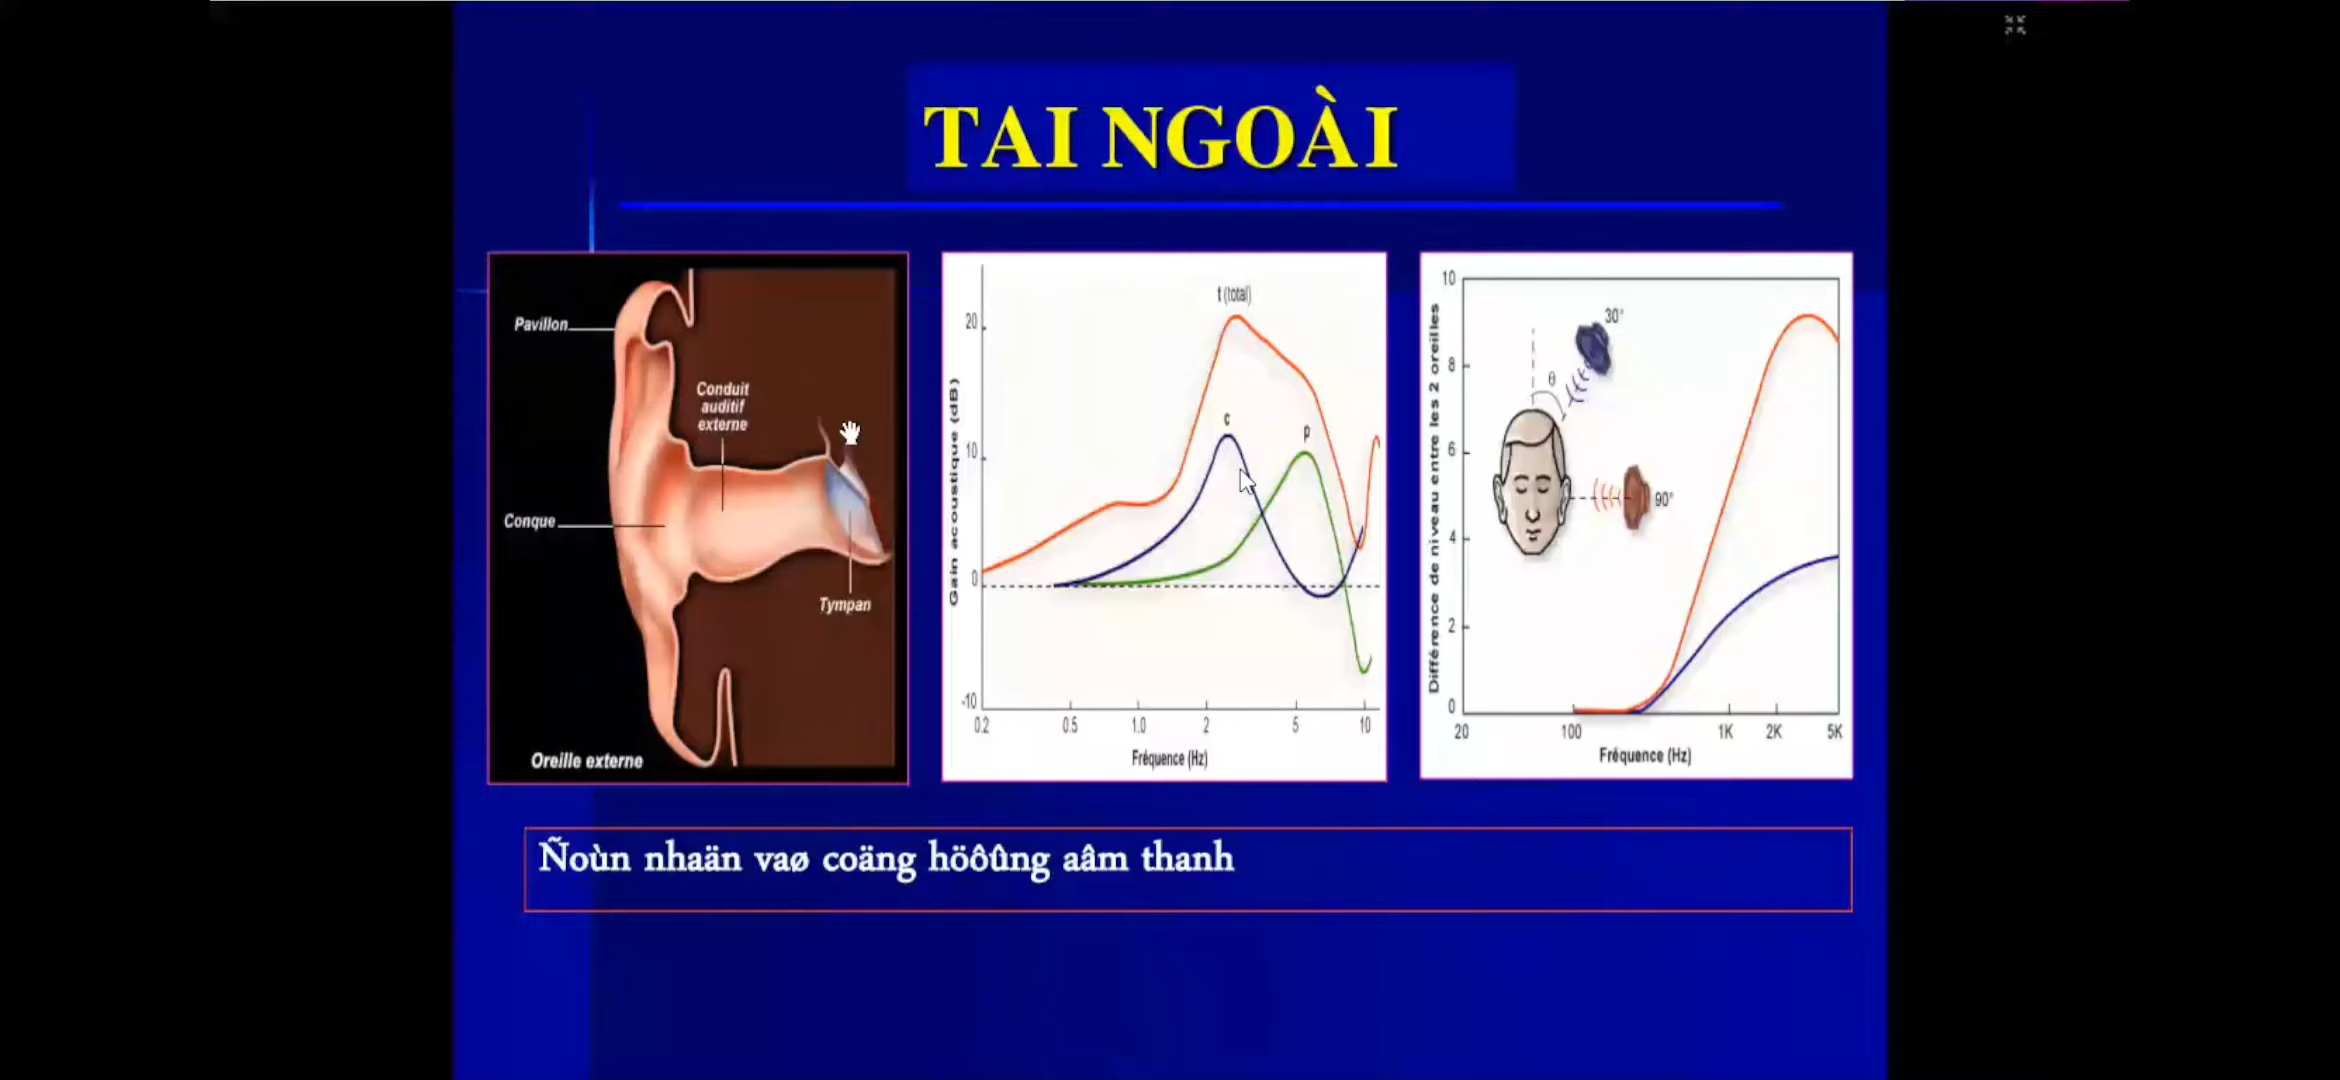 TAI NGOÀI
Pavillon
Conduit
auditif
externe
Conque
Tympan
Oreille externe
t (total)
c
p
Gain acoustique (dB)
20
10
0
-10
0.2 0.5 1.0 2 5 10
Fréquence (Hz)
Différence de niveau entre les 2 oreilles
10
8
6
4
2
0
30°
θ
90°
20 100 1K 2K 5K
Fréquence (Hz)
Ñoùn nhaän vaø coäng höôûng aâm thanh